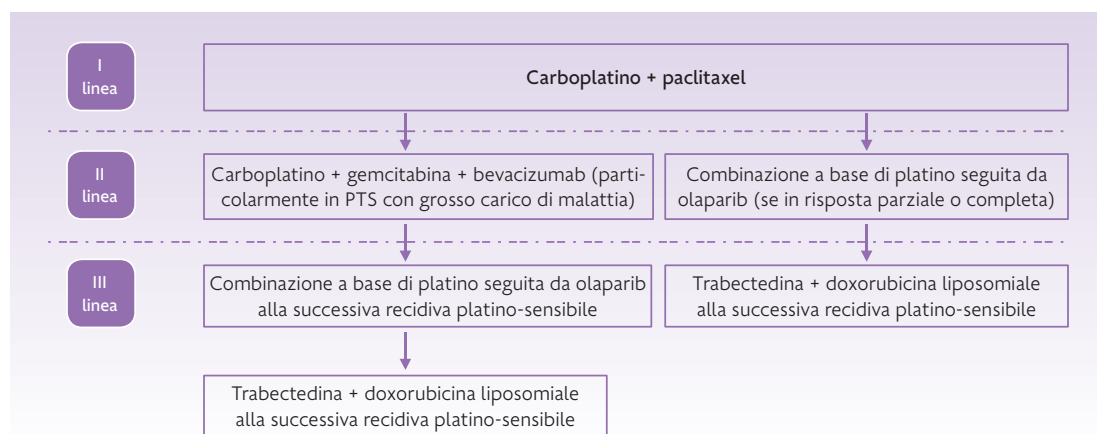 I
linea
Carboplatino + paclitaxel
II
linea
Carboplatino + gemcitabina + bevacizumab (parti-
colarmente in PTS con grosso carico di malattia)
Combinazione a base di platino seguita da
olaparib (se in risposta parziale o completa)
III
linea
Combinazione a base di platino seguita da olaparib
alla successiva recidiva platino-sensibile
Trabectedina + doxorubicina liposomiale
alla successiva recidiva platino-sensibile
Trabectedina + doxorubicina liposomiale
alla successiva recidiva platino-sensibile